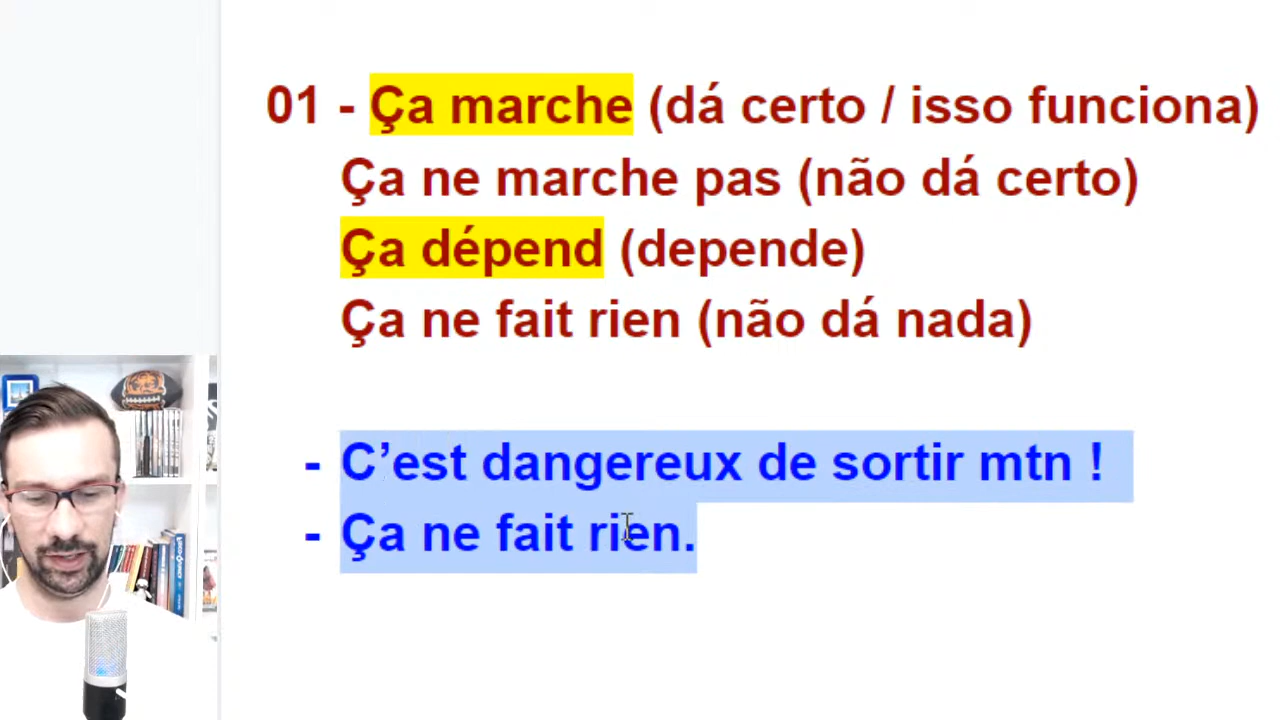 01 - Ça marche (dá certo / isso funciona)
Ça ne marche pas (não dá certo)
Ça dépend (depende)
Ça ne fait rien (não dá nada)
- C’est dangereux de sortir mtn !
- Ça ne fait rien.